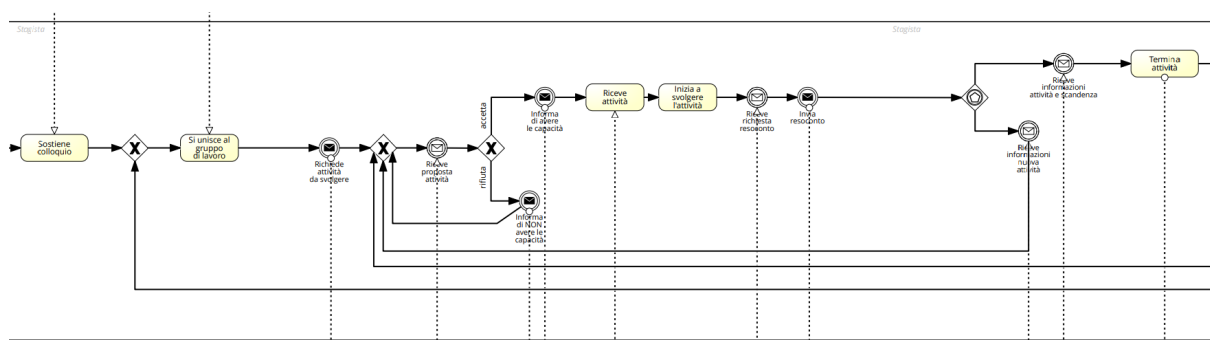 Stagista
Stagista
Sostiene
colloquio
Si unisce al
gruppo
di lavoro
Richiede
attività
da svolgere
Riceve
proposta
attività
accetta
rifiuta
Informa
di avere
le capacità
Informa
di NON
avere le
capacità
Riceve
attività
Inizia a
svolgere
l'attività
Riceve
richiesta
resoconto
Invia
resoconto
Riceve
informazioni
attività e scandenza
Riceve
informazioni
nuova
attività
Termina
attività